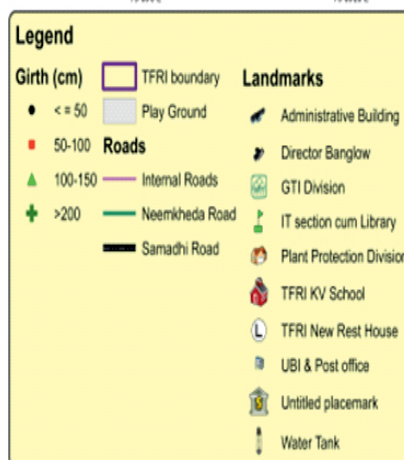 Legend
Girth (cm)
< = 50
50-100
100-150
>200
TFRI boundary
Play Ground
Roads
Internal Roads
Neemkheda Road
Samadhi Road
Landmarks
Administrative Building
Director Banglow
GTI Division
IT section cum Library
Plant Protection Division
TFRI KV School
L
TFRI New Rest House
UBI & Post office
Untitled placemark
Water Tank